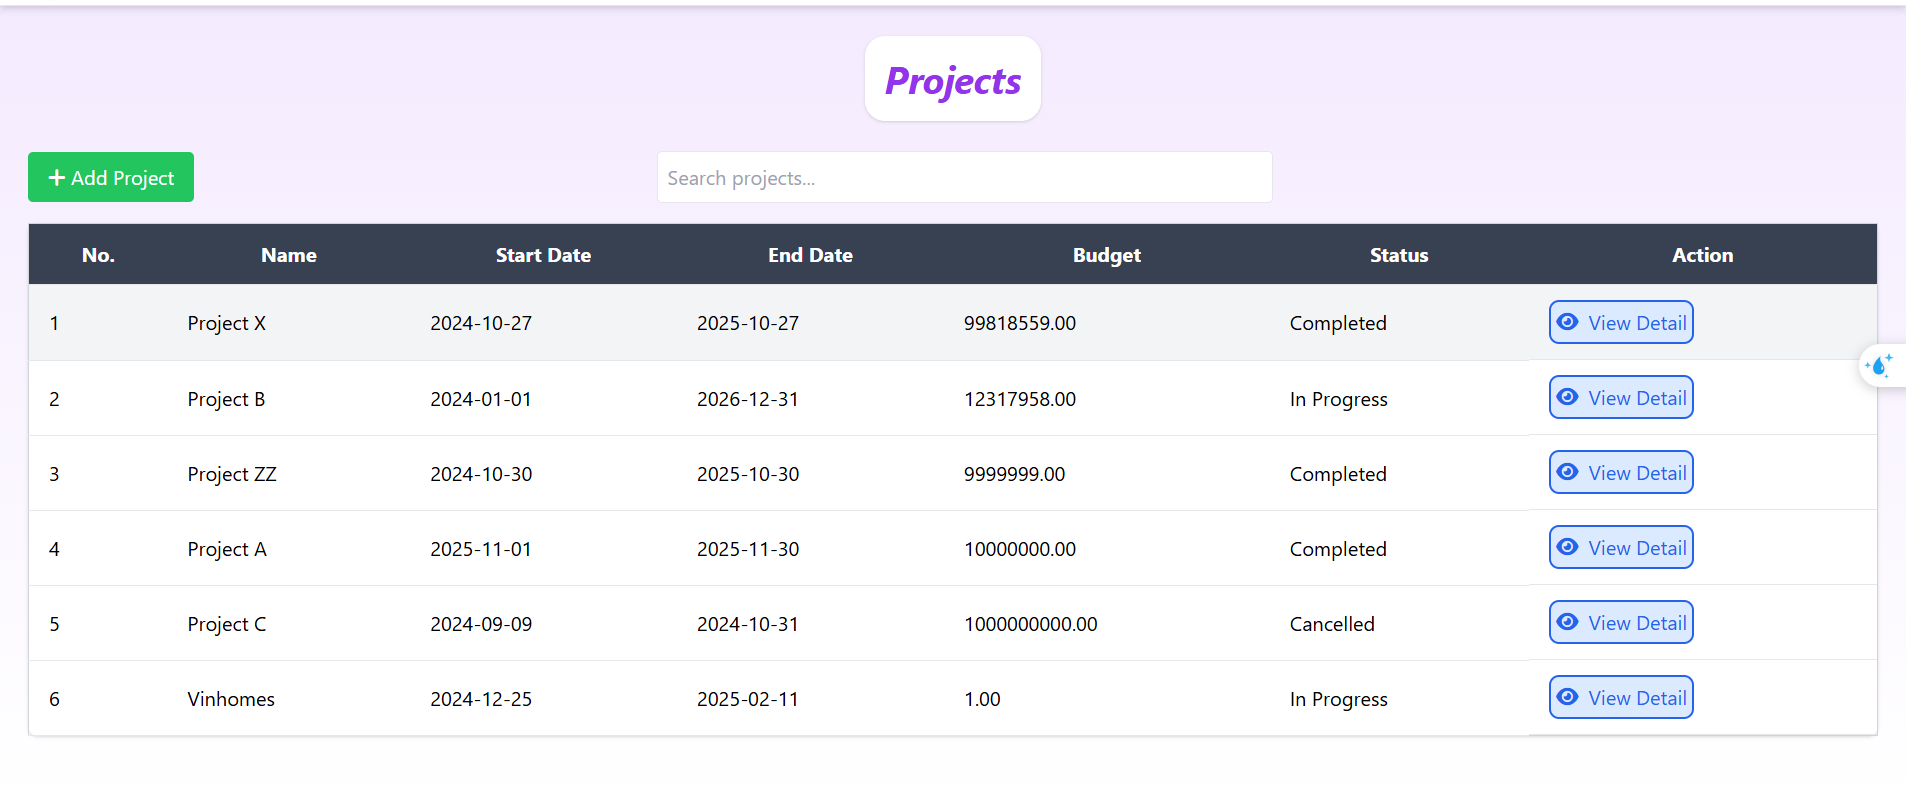 Projects
Add Project
Search projects...
No. Name Start Date End Date Budget Status Action
1 Project X 2024-10-27 2025-10-27 99818559.00 Completed View Detail
2 Project B 2024-01-01 2026-12-31 12317958.00 In Progress View Detail
3 Project ZZ 2024-10-30 2025-10-30 9999999.00 Completed View Detail
4 Project A 2025-11-01 2025-11-30 10000000.00 Completed View Detail
5 Project C 2024-09-09 2024-10-31 1000000000.00 Cancelled View Detail
6 Vinhomes 2024-12-25 2025-02-11 1.00 In Progress View Detail